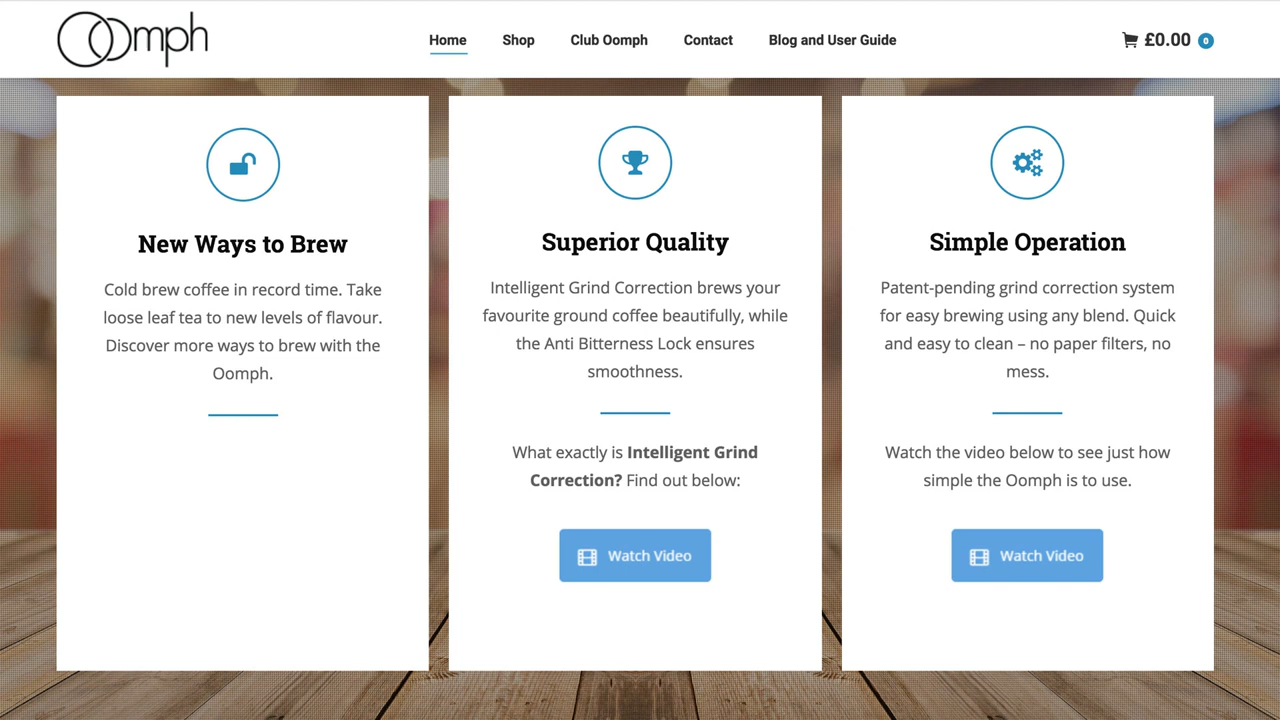 Oomph
Home Shop Club Oomph Contact Blog and User Guide £0.00 0
New Ways to Brew
Cold brew coffee in record time. Take
loose leaf tea to new levels of flavour.
Discover more ways to brew with the
Oomph.
Superior Quality
Intelligent Grind Correction brews your
favourite ground coffee beautifully, while
the Anti Bitterness Lock ensures
smoothness.
What exactly is Intelligent Grind
Correction? Find out below:
Watch Video
Simple Operation
Patent-pending grind correction system
for easy brewing using any blend. Quick
and easy to clean – no paper filters, no
mess.
Watch the video below to see just how
simple the Oomph is to use.
Watch Video